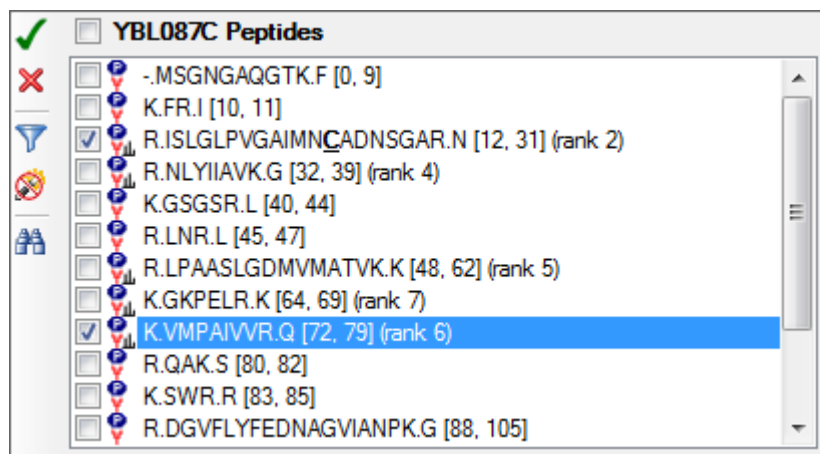 YBL087C Peptides
-.MSGNGAQGTK.F [0, 9]
K.FR.I [10, 11]
R.ISLGLPVGAIMNCADNSGAR.N [12, 31] (rank 2)
R.NLYIIAVK.G [32, 39] (rank 4)
K.GSGSR.L [40, 44]
R.LNR.L [45, 47]
R.LPAASLGDMVMATVK.K [48, 62] (rank 5)
K.GKPELR.K [64, 69] (rank 7)
K.VMPAIVVR.Q [72, 79] (rank 6)
R.QAK.S [80, 82]
K.SWR.R [83, 85]
R.DGVFLYFEDNAGVIANPK.G [88, 105]